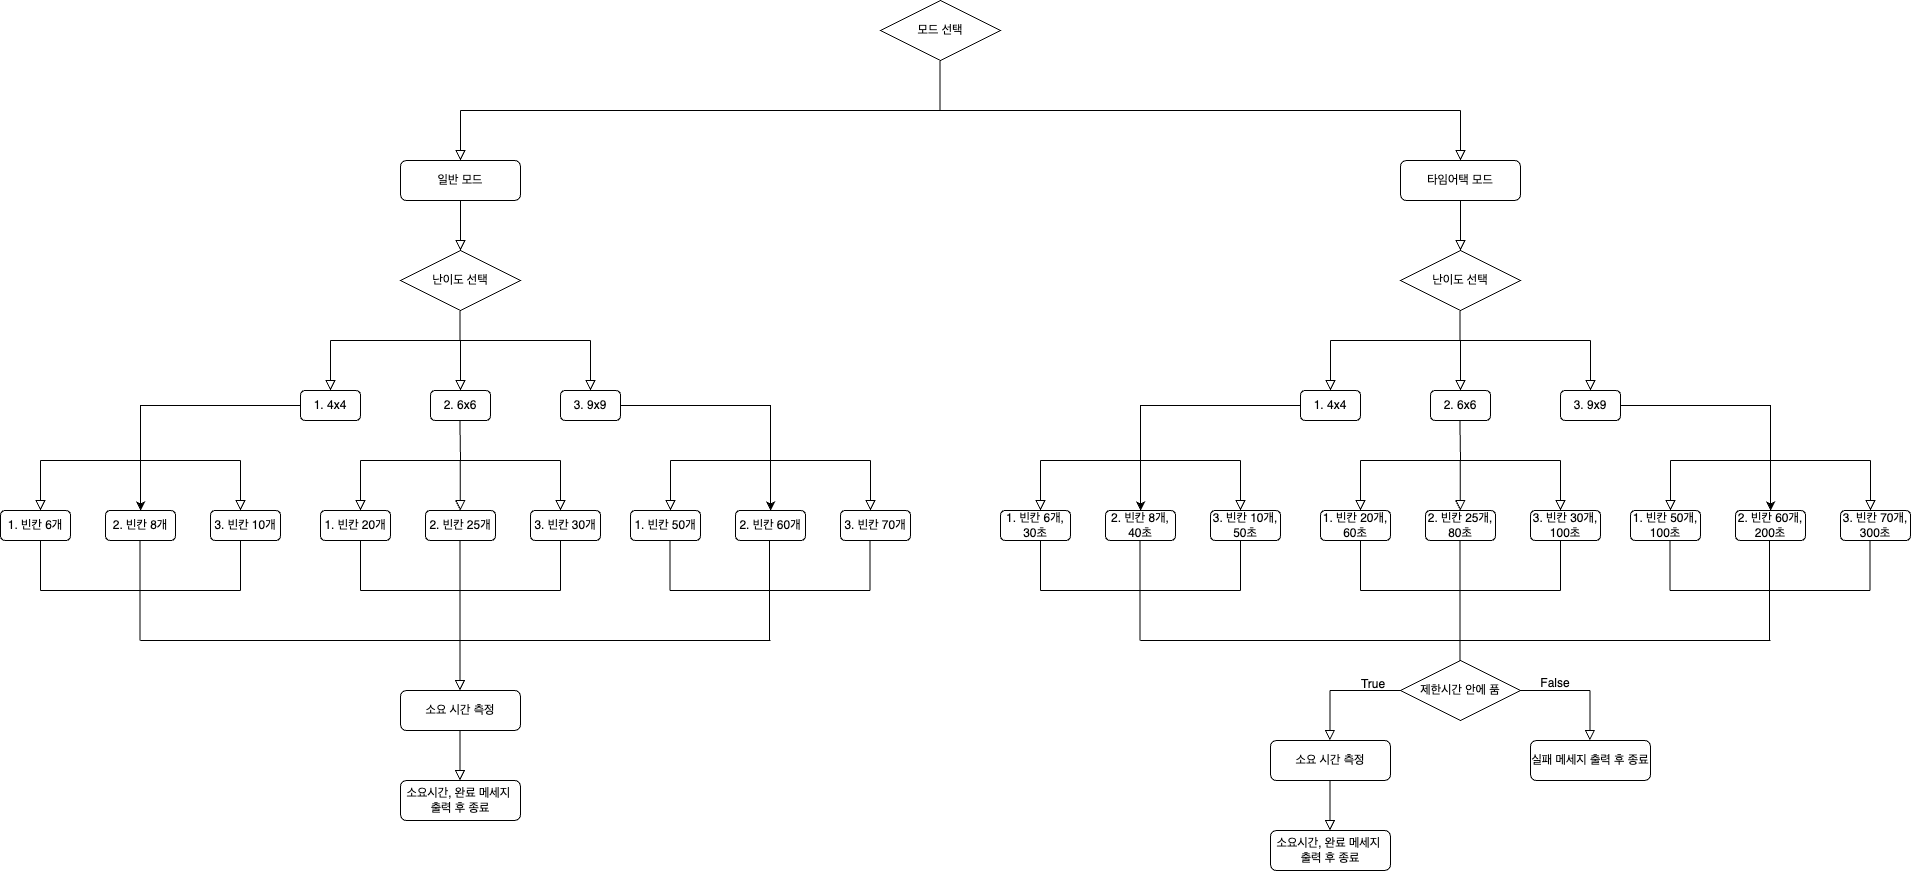 모드 선택
일반 모드
타임어택 모드
난이도 선택
난이도 선택
1. 4x4
2. 6x6
3. 9x9
1. 4x4
2. 6x6
3. 9x9
1. 빈칸 6개
2. 빈칸 8개
3. 빈칸 10개
1. 빈칸 20개
2. 빈칸 25개
3. 빈칸 30개
1. 빈칸 50개
2. 빈칸 60개
3. 빈칸 70개
1. 빈칸 6개,
30초
2. 빈칸 8개,
40초
3. 빈칸 10개,
50초
1. 빈칸 20개,
60초
2. 빈칸 25개,
80초
3. 빈칸 30개,
100초
1. 빈칸 50개,
100초
2. 빈칸 60개,
200초
3. 빈칸 70개,
300초
소요 시간 측정
True
제한시간 안에 품
False
소요시간, 완료 메세지
출력 후 종료
소요 시간 측정
실패 메세지 출력 후 종료
소요시간, 완료 메세지
출력 후 종료